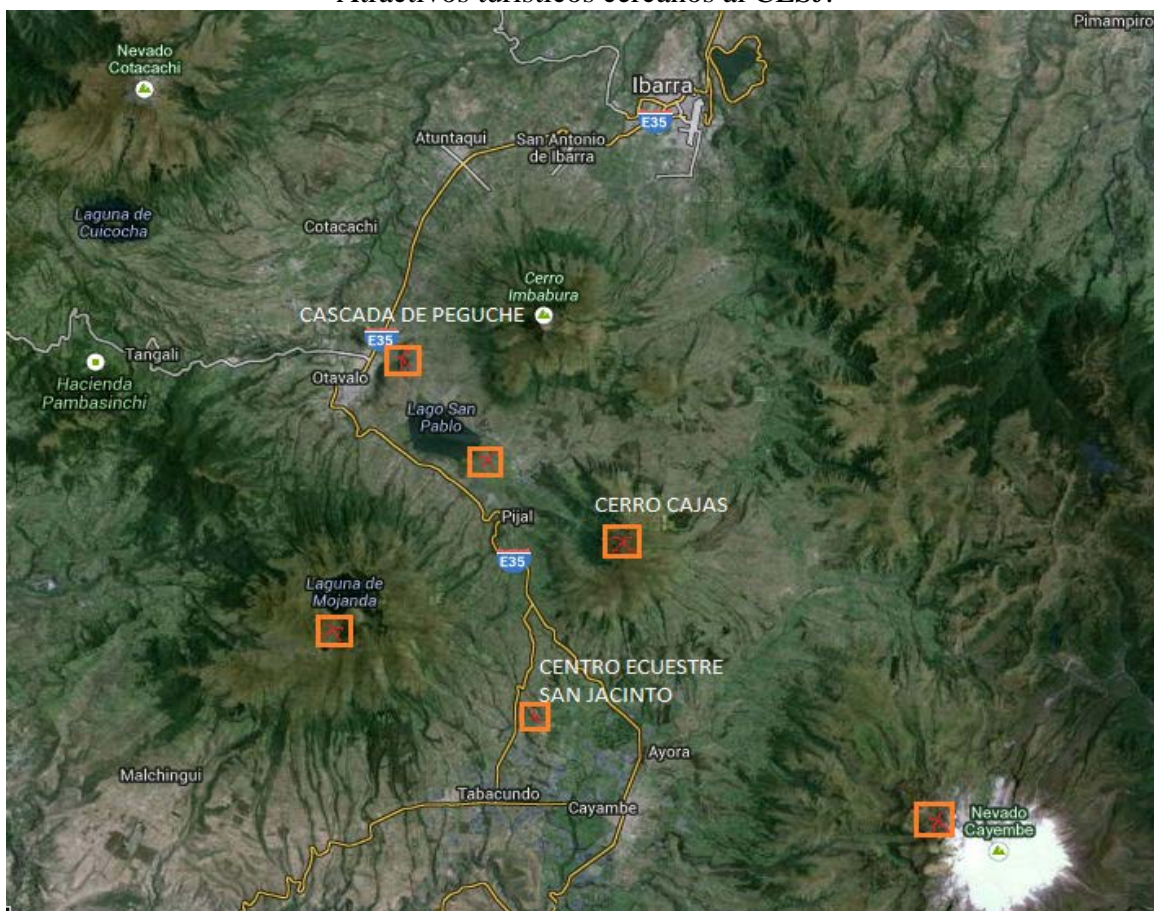 Atractivos turísticos cercanos al CESJ.
Pimampiro
Nevado
Cotacachi
Ibarra
E35
Atuntaqui
San Antonio
de Ibarra
Laguna de
Cuicocha
Cotacachi
Cerro
Imbabura
CASCADA DE PEGUCHE
E35
Tangali
Otavalo
Hacienda
Pambasinchi
Lago San
Pablo
CERRO CAJAS
Pijal
E35
Laguna de
Mojanda
CENTRO ECUESTRE
SAN JACINTO
Ayora
Malchingui
Tabacundo
Cayambe
Nevado
Cayembe